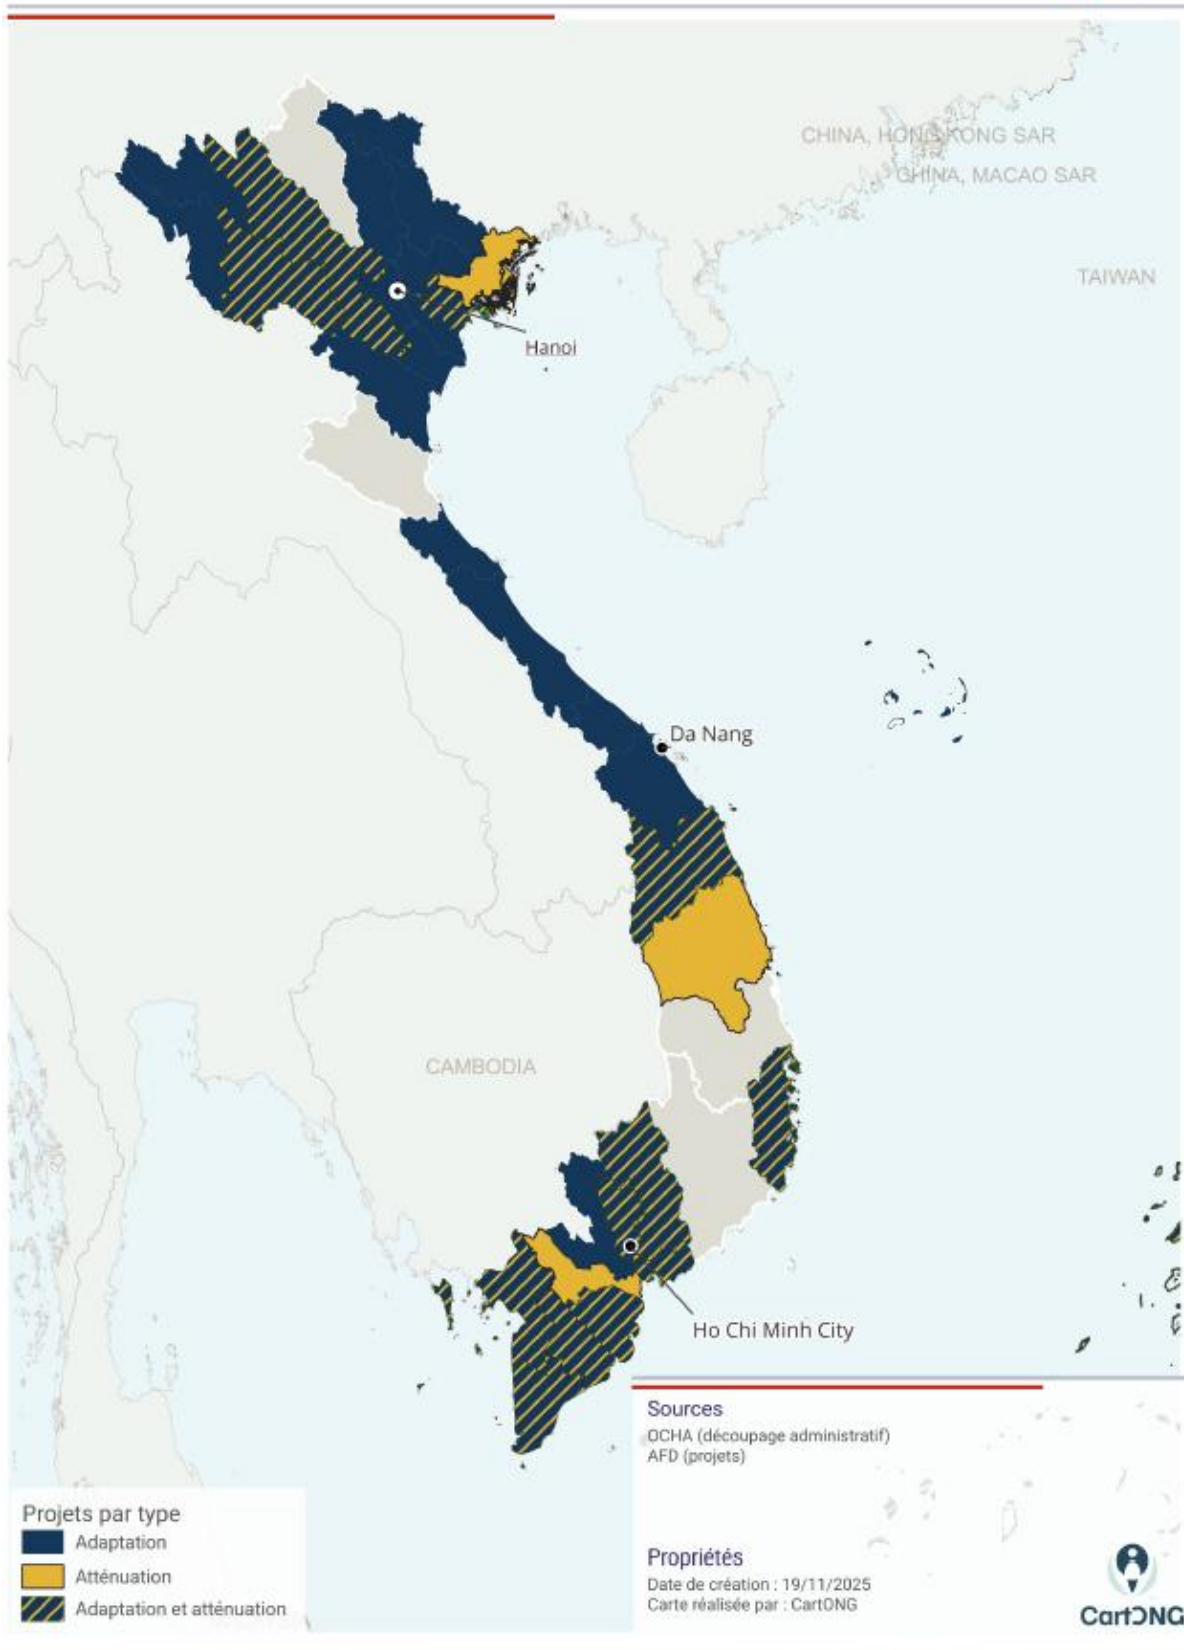 CHINA, HONG KONG SAR
CHINA, MACAO SAR
TAIWAN
Hanoi
Da Nang
CAMBODIA
Ho Chi Minh City
Sources
OCHA (découpage administratif)
AFD (projets)
Projets par type
Adaptation
Atténuation
Adaptation et atténuation
Propriétés
Date de création : 19/11/2025
Carte réalisée par : CartONG
CartONG